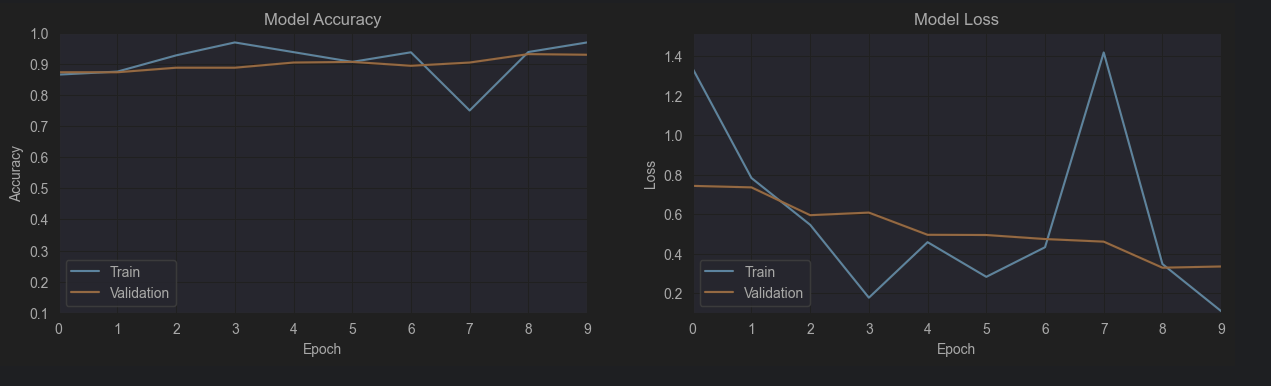 Model Accuracy
1.0
0.9
0.8
0.7
0.6
0.5
0.4
0.3
0.2
0.1
Accuracy
Train
Validation
0 1 2 3 4 5 6 7 8 9
Epoch
Model Loss
1.4
1.2
1.0
0.8
0.6
0.4
0.2
Loss
Train
Validation
0 1 2 3 4 5 6 7 8 9
Epoch